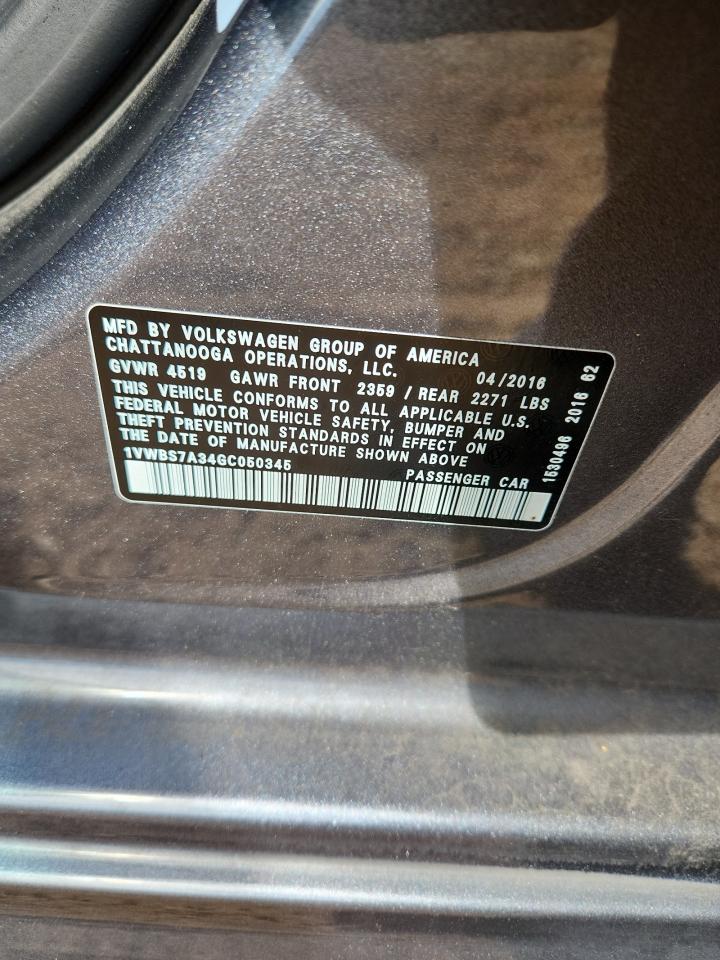 MFD BY VOLKSWAGEN GROUP OF AMERICA
CHATTANOOGA OPERATIONS, LLC. 04/2016
GVWR 4519 GAWR FRONT 2359 / REAR 2271 LBS
THIS VEHICLE CONFORMS TO ALL APPLICABLE U.S.
FEDERAL MOTOR VEHICLE SAFETY, BUMPER AND
THEFT PREVENTION STANDARDS IN EFFECT ON
THE DATE OF MANUFACTURE SHOWN ABOVE
1VWBS7A34GC050345 PASSENGER CAR
1530496 2016 62